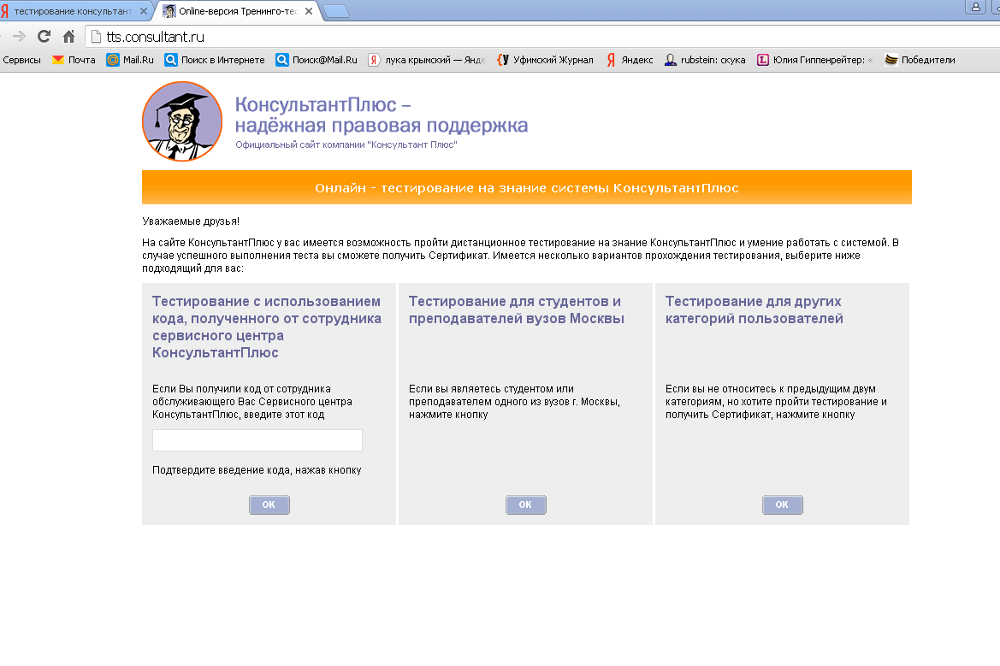 тестирование консультант
Online-версия Тренинго-тес
tts.consultant.ru
Сервисы Почта Mail.Ru Поиск в Интернете Поиск@Mail.Ru лука крымский — Янде Уфимский Журнал Яндекс rubstein: скука Юлия Гиппенрейтер: « Победители
КонсультантПлюс –
надёжная правовая поддержка
Официальный сайт компании "Консультант Плюс"
Онлайн - тестирование на знание системы КонсультантПлюс
Уважаемые друзья!
На сайте КонсультантПлюс у вас имеется возможность пройти дистанционное тестирование на знание КонсультантПлюс и умение работать с системой. В
случае успешного выполнения теста вы сможете получить Сертификат. Имеется несколько вариантов прохождения тестирования, выберите ниже
подходящий для вас:
Тестирование с использованием
кода, полученного от сотрудника
сервисного центра
КонсультантПлюс
Если Вы получили код от сотрудника
обслуживающего Вас Сервисного центра
КонсультантПлюс, введите этот код
Подтвердите введение кода, нажав кнопку
ОК
Тестирование для студентов и
преподавателей вузов Москвы
Если вы являетесь студентом или
преподавателем одного из вузов г. Москвы,
нажмите кнопку
ОК
Тестирование для других
категорий пользователей
Если вы не относитесь к предыдущим двум
категориям, но хотите пройти тестирование и
получить Сертификат, нажмите кнопку
ОК